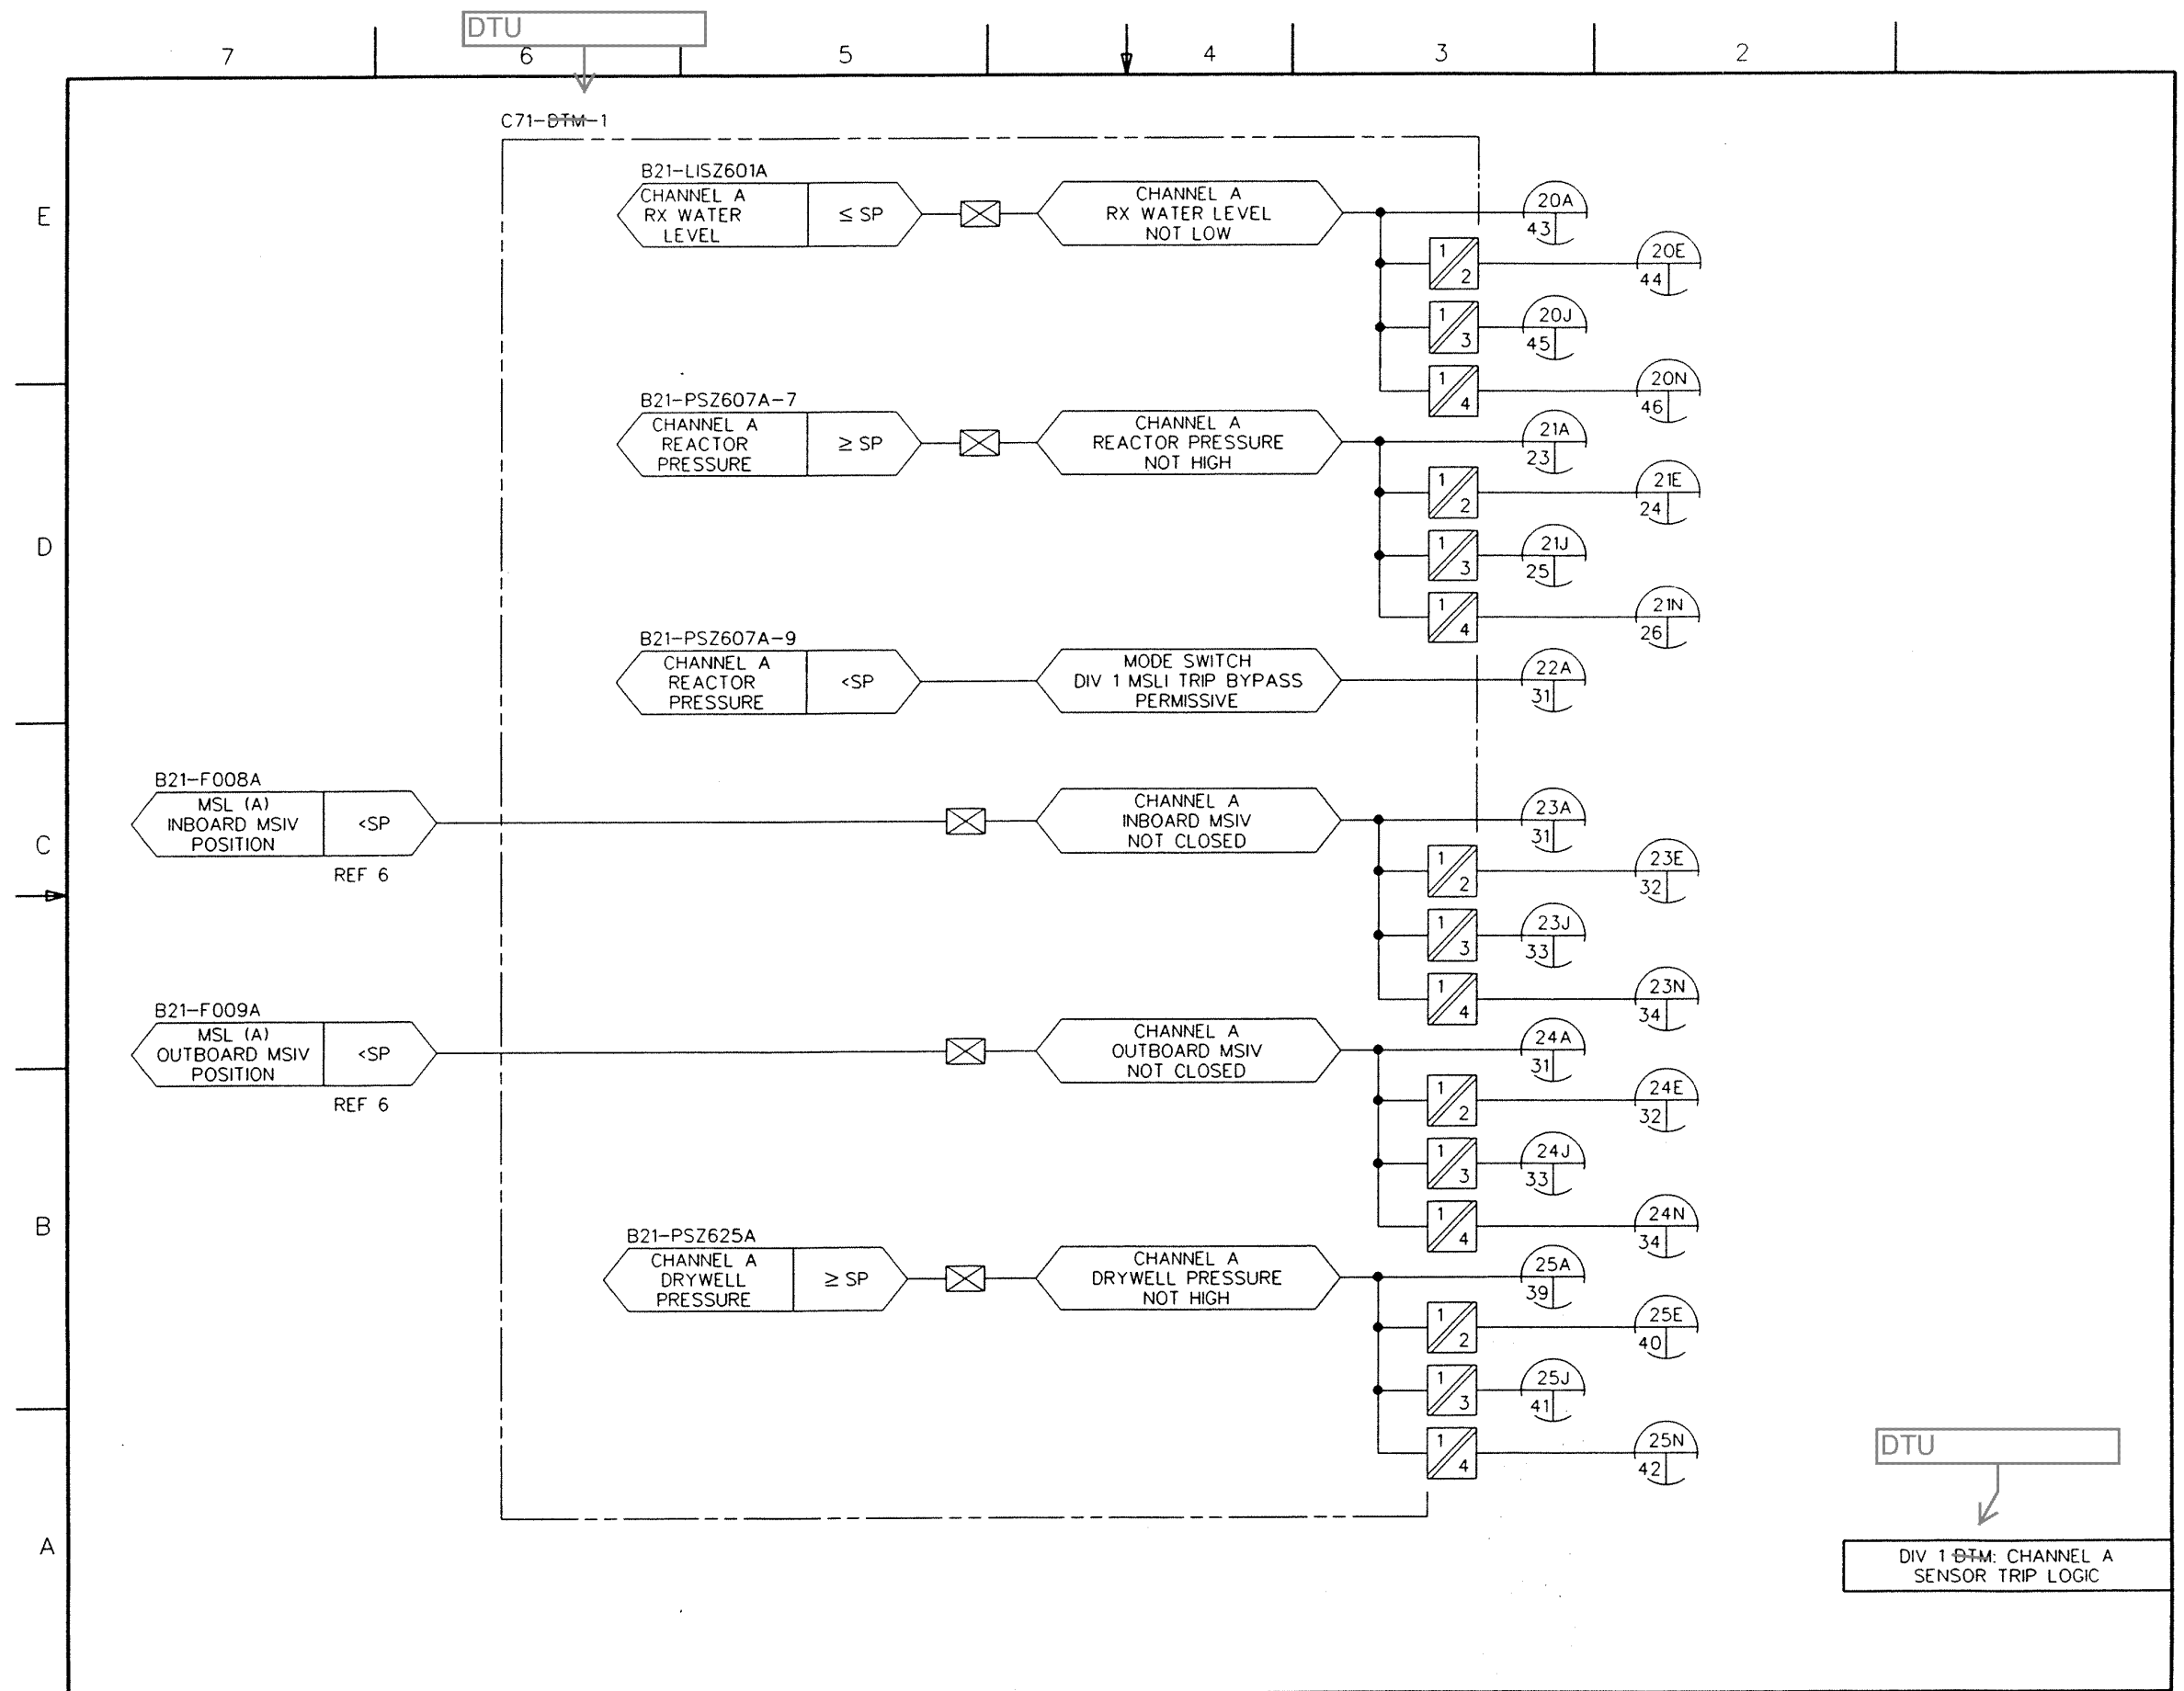 DTU
7 6 5 4 3 2
C71-DTM-1
E
B21-LISZ601A
CHANNEL A
RX WATER
LEVEL
≤ SP
CHANNEL A
RX WATER LEVEL
NOT LOW
20A
43
1/2
20E
44
1/3
20J
45
1/4
20N
46
D
B21-PSZ607A-7
CHANNEL A
REACTOR
PRESSURE
≥ SP
CHANNEL A
REACTOR PRESSURE
NOT HIGH
21A
23
1/2
21E
24
1/3
21J
25
1/4
21N
26
B21-PSZ607A-9
CHANNEL A
REACTOR
PRESSURE
<SP
MODE SWITCH
DIV 1 MSLI TRIP BYPASS
PERMISSIVE
22A
31
C
B21-F008A
MSL (A)
INBOARD MSIV
POSITION
<SP
REF 6
CHANNEL A
INBOARD MSIV
NOT CLOSED
23A
31
1/2
23E
32
1/3
23J
33
1/4
23N
34
B21-F009A
MSL (A)
OUTBOARD MSIV
POSITION
<SP
REF 6
CHANNEL A
OUTBOARD MSIV
NOT CLOSED
24A
31
1/2
24E
32
1/3
24J
33
1/4
24N
34
B
B21-PSZ625A
CHANNEL A
DRYWELL
PRESSURE
≥ SP
CHANNEL A
DRYWELL PRESSURE
NOT HIGH
25A
39
1/2
25E
40
1/3
25J
41
1/4
25N
42
A
DTU
DIV 1 DTM: CHANNEL A
SENSOR TRIP LOGIC